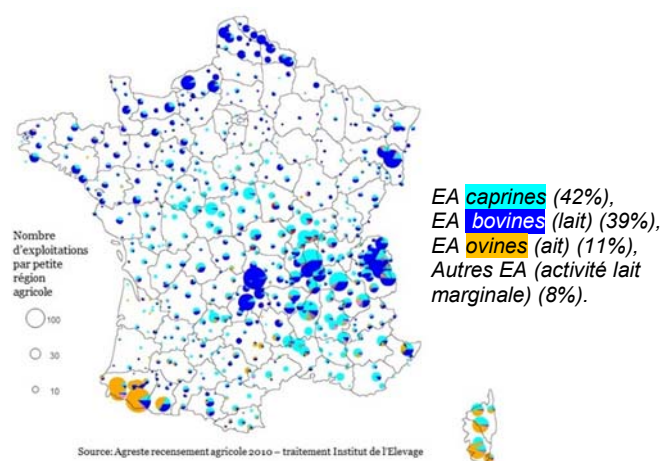 EA caprines (42%),
EA bovines (lait) (39%),
EA ovines (ait) (11%),
Autres EA (activité lait
marginale) (8%).
Nombre
d'exploitations
par petite
région
agricole
100
30
10
Source: Agreste recensement agricole 2010 – traitement Institut de l'Elevage